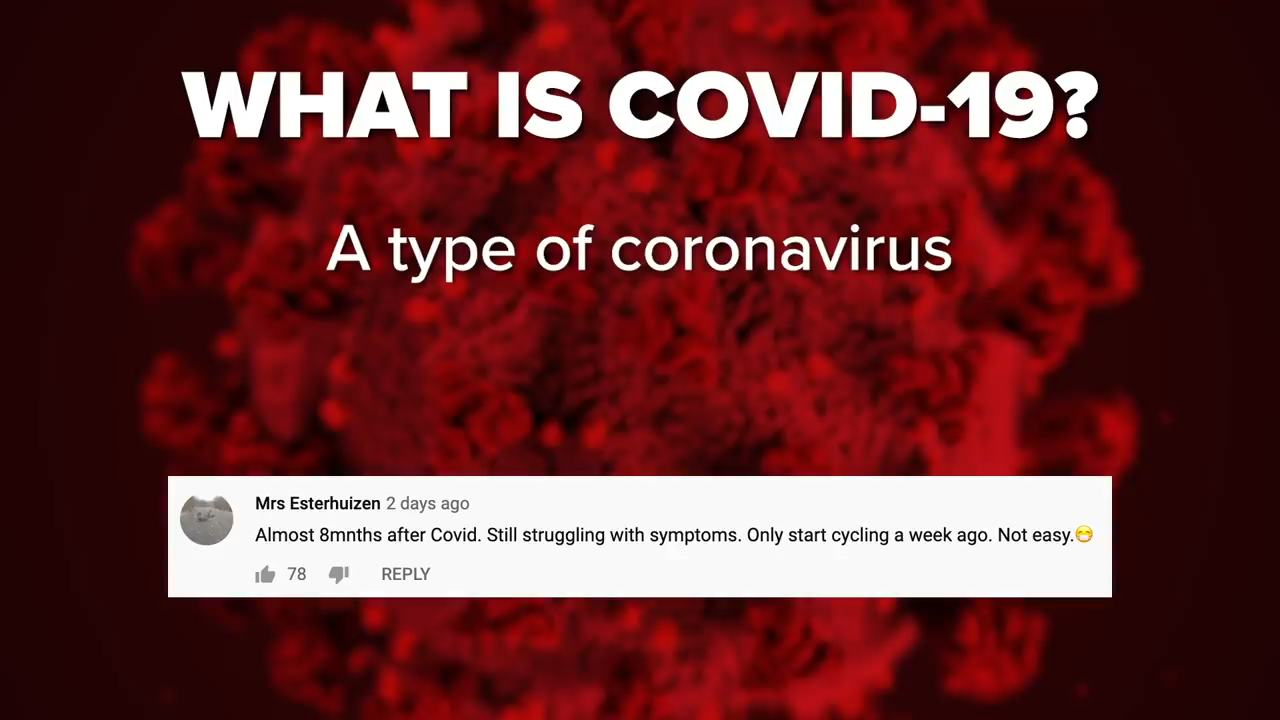 WHAT IS COVID-19?
A type of coronavirus
Mrs Esterhuizen 2 days ago
Almost 8mnths after Covid. Still struggling with symptoms. Only start cycling a week ago. Not easy.😷
78 REPLY